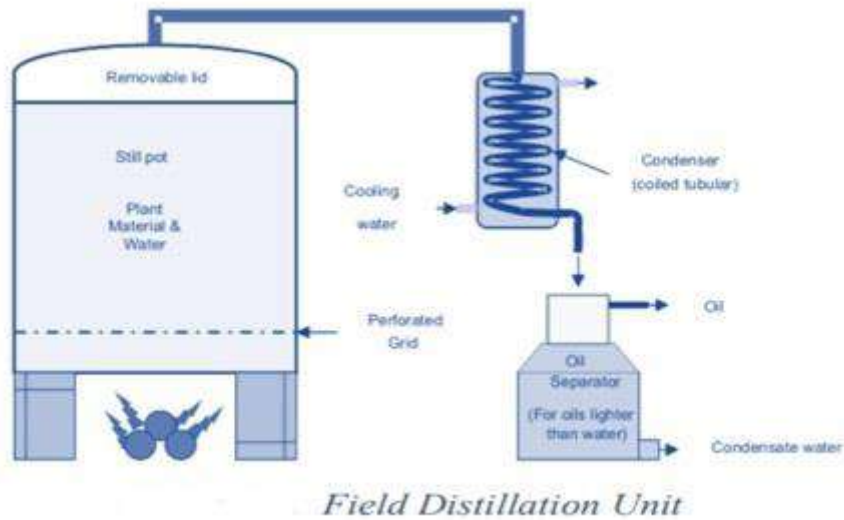 Removable lid
Still pot
Plant
Material &
Water
Cooling
water
Condenser
(coiled tubular)
Perforated
Grid
Oil
Oil
Separator
(For oils lighter
than water)
Condensate water
Field Distillation Unit